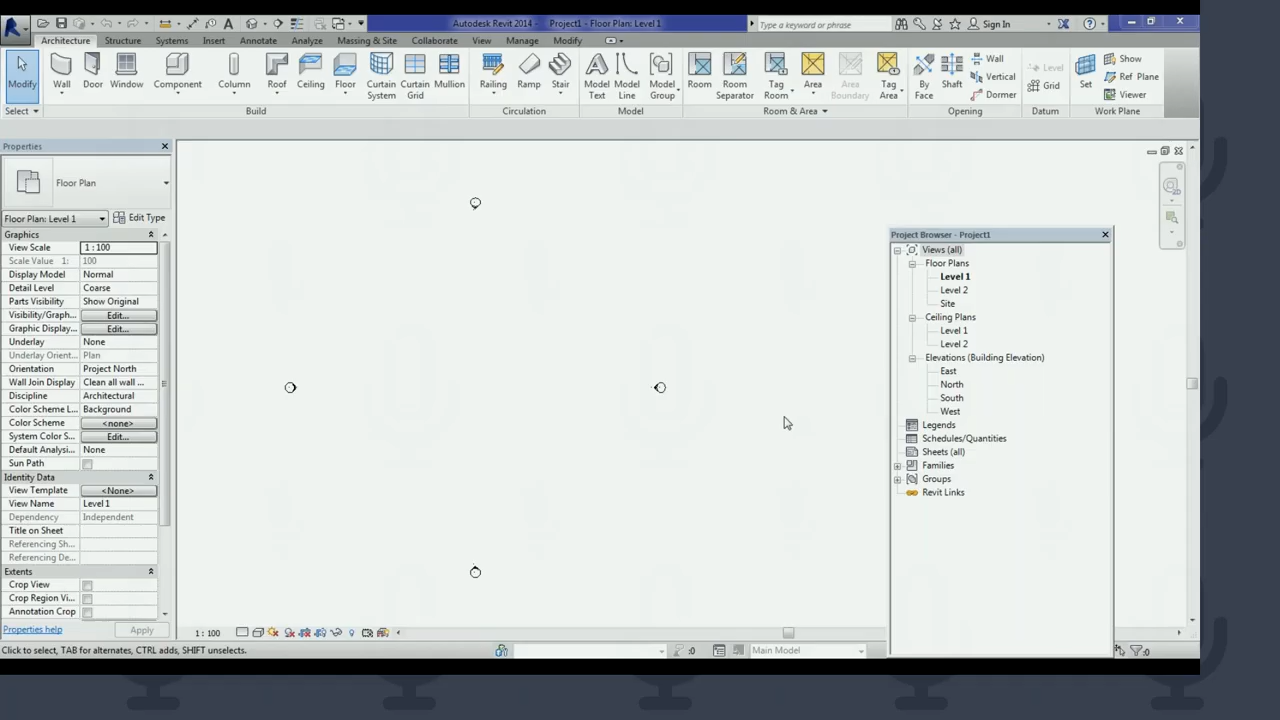 Autodesk Revit 2014 - Project1 - Floor Plan: Level 1
Type a keyword or phrase
Sign In
Architecture Structure Systems Insert Annotate Analyze Massing & Site Collaborate View Manage Modify
Modify
Wall
Door
Window
Component
Column
Roof
Ceiling
Floor
Curtain System
Curtain Grid
Mullion
Railing
Ramp
Stair
Model Text
Model Line
Model Group
Room
Room Separator
Tag Room
Area
Area Boundary
Tag Area
By Face
Shaft
Wall
Vertical
Dormer
Level
Grid
Set
Show
Ref Plane
Viewer
Select
Build
Circulation
Model
Room & Area
Opening
Datum
Work Plane
Properties
Floor Plan
Floor Plan: Level 1
Edit Type
Graphics
View Scale 1 : 100
Scale Value 1: 100
Display Model Normal
Detail Level Coarse
Parts Visibility Show Original
Visibility/Graph... Edit...
Graphic Display... Edit...
Underlay None
Underlay Orient... Plan
Orientation Project North
Wall Join Display Clean all wall ...
Discipline Architectural
Color Scheme L... Background
Color Scheme <none>
System Color S... Edit...
Default Analysi... None
Sun Path
Identity Data
View Template <None>
View Name Level 1
Dependency Independent
Title on Sheet
Referencing Sh...
Referencing De...
Extents
Crop View
Crop Region Vi...
Annotation Crop
Properties help
Apply
1 : 100
Click to select, TAB for alternates, CTRL adds, SHIFT unselects.
:0
Main Model
:0
Project Browser - Project1
Views (all)
Floor Plans
Level 1
Level 2
Site
Ceiling Plans
Level 1
Level 2
Elevations (Building Elevation)
East
North
South
West
Legends
Schedules/Quantities
Sheets (all)
Families
Groups
Revit Links